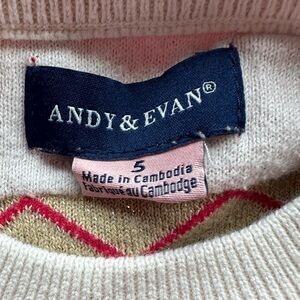 ANDY & EVAN®
5
Made in Cambodia
Fabriqué au Cambodge